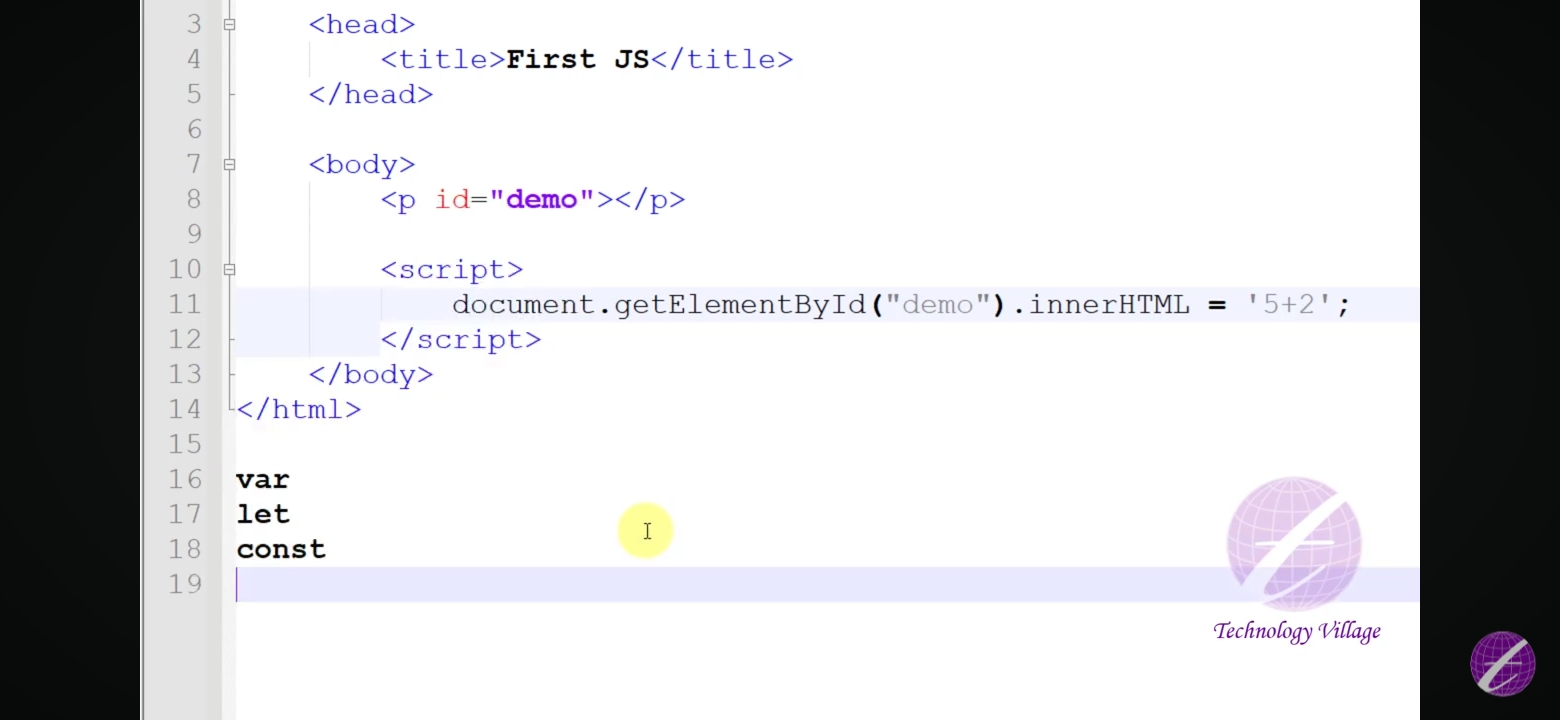 3 <head>
4 <title>First JS</title>
5 </head>
6
7 <body>
8 <p id="demo"></p>
9
10 <script>
11 document.getElementById("demo").innerHTML = '5+2';
12 </script>
13 </body>
14 </html>
15
16 var
17 let
18 const
19
Technology Village